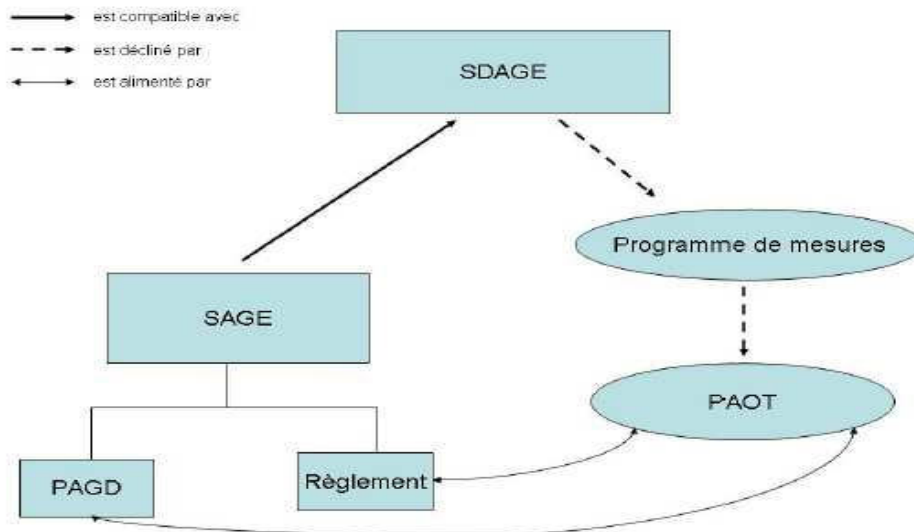 est compatible avec
est décliné par
est alimenté par
SDAGE
Programme de mesures
SAGE
PAOT
PAGD
Règlement